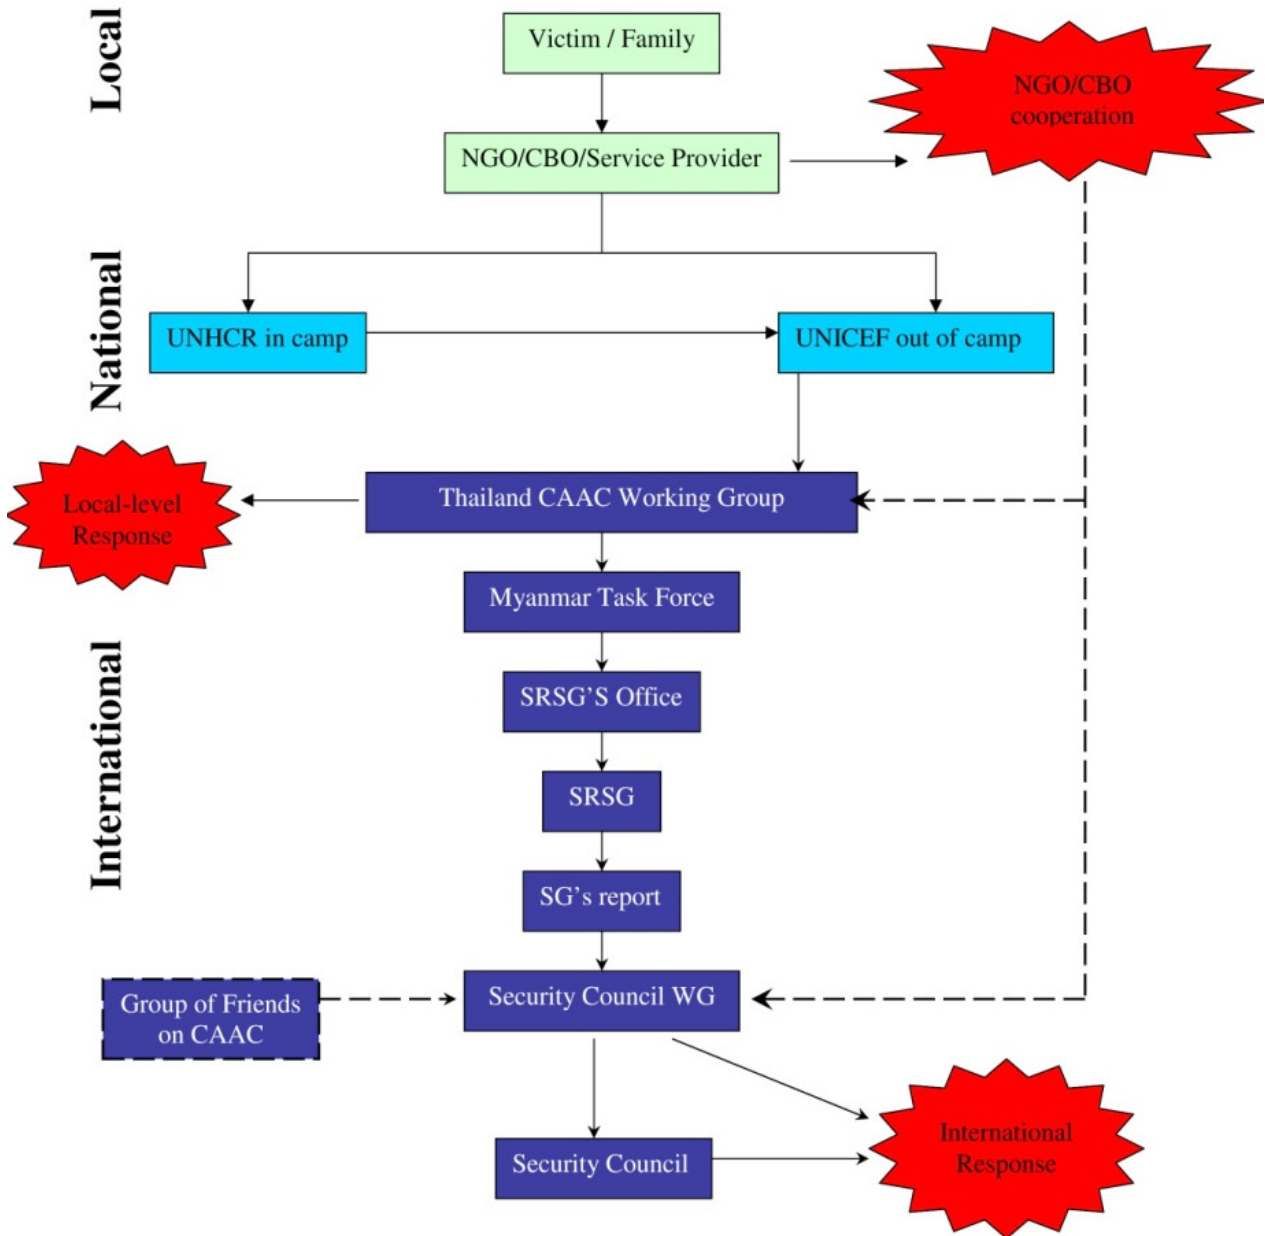 Local
Victim / Family
NGO/CBO
cooperation
NGO/CBO/Service Provider
National
UNHCR in camp
UNICEF out of camp
Local-level
Response
Thailand CAAC Working Group
Myanmar Task Force
International
SRSG'S Office
SRSG
SG's report
Group of Friends
on CAAC
Security Council WG
Security Council
International
Response